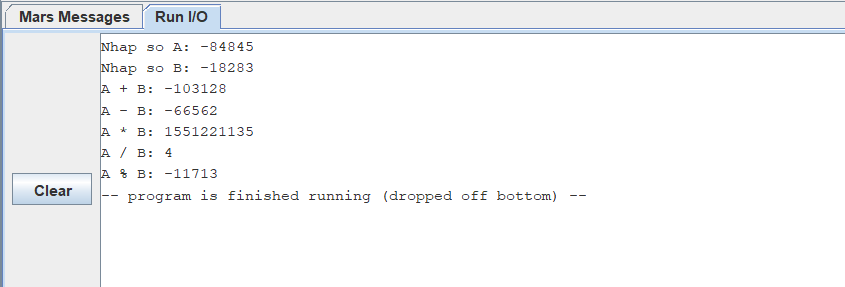 Mars Messages Run I/O
Nhap so A: -84845
Nhap so B: -18283
A + B: -103128
A - B: -66562
A * B: 1551221135
A / B: 4
A % B: -11713
Clear
-- program is finished running (dropped off bottom) --